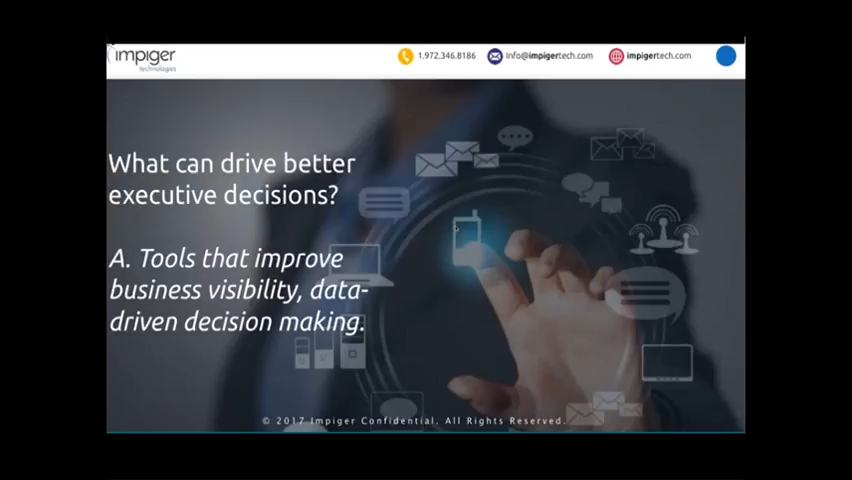 impiger
technologies
1.972.346.8186
info@impigertech.com
impigertech.com
What can drive better
executive decisions?
A. Tools that improve
business visibility, data-
driven decision making.
© 2017 Impiger Confidential. All Rights Reserved.